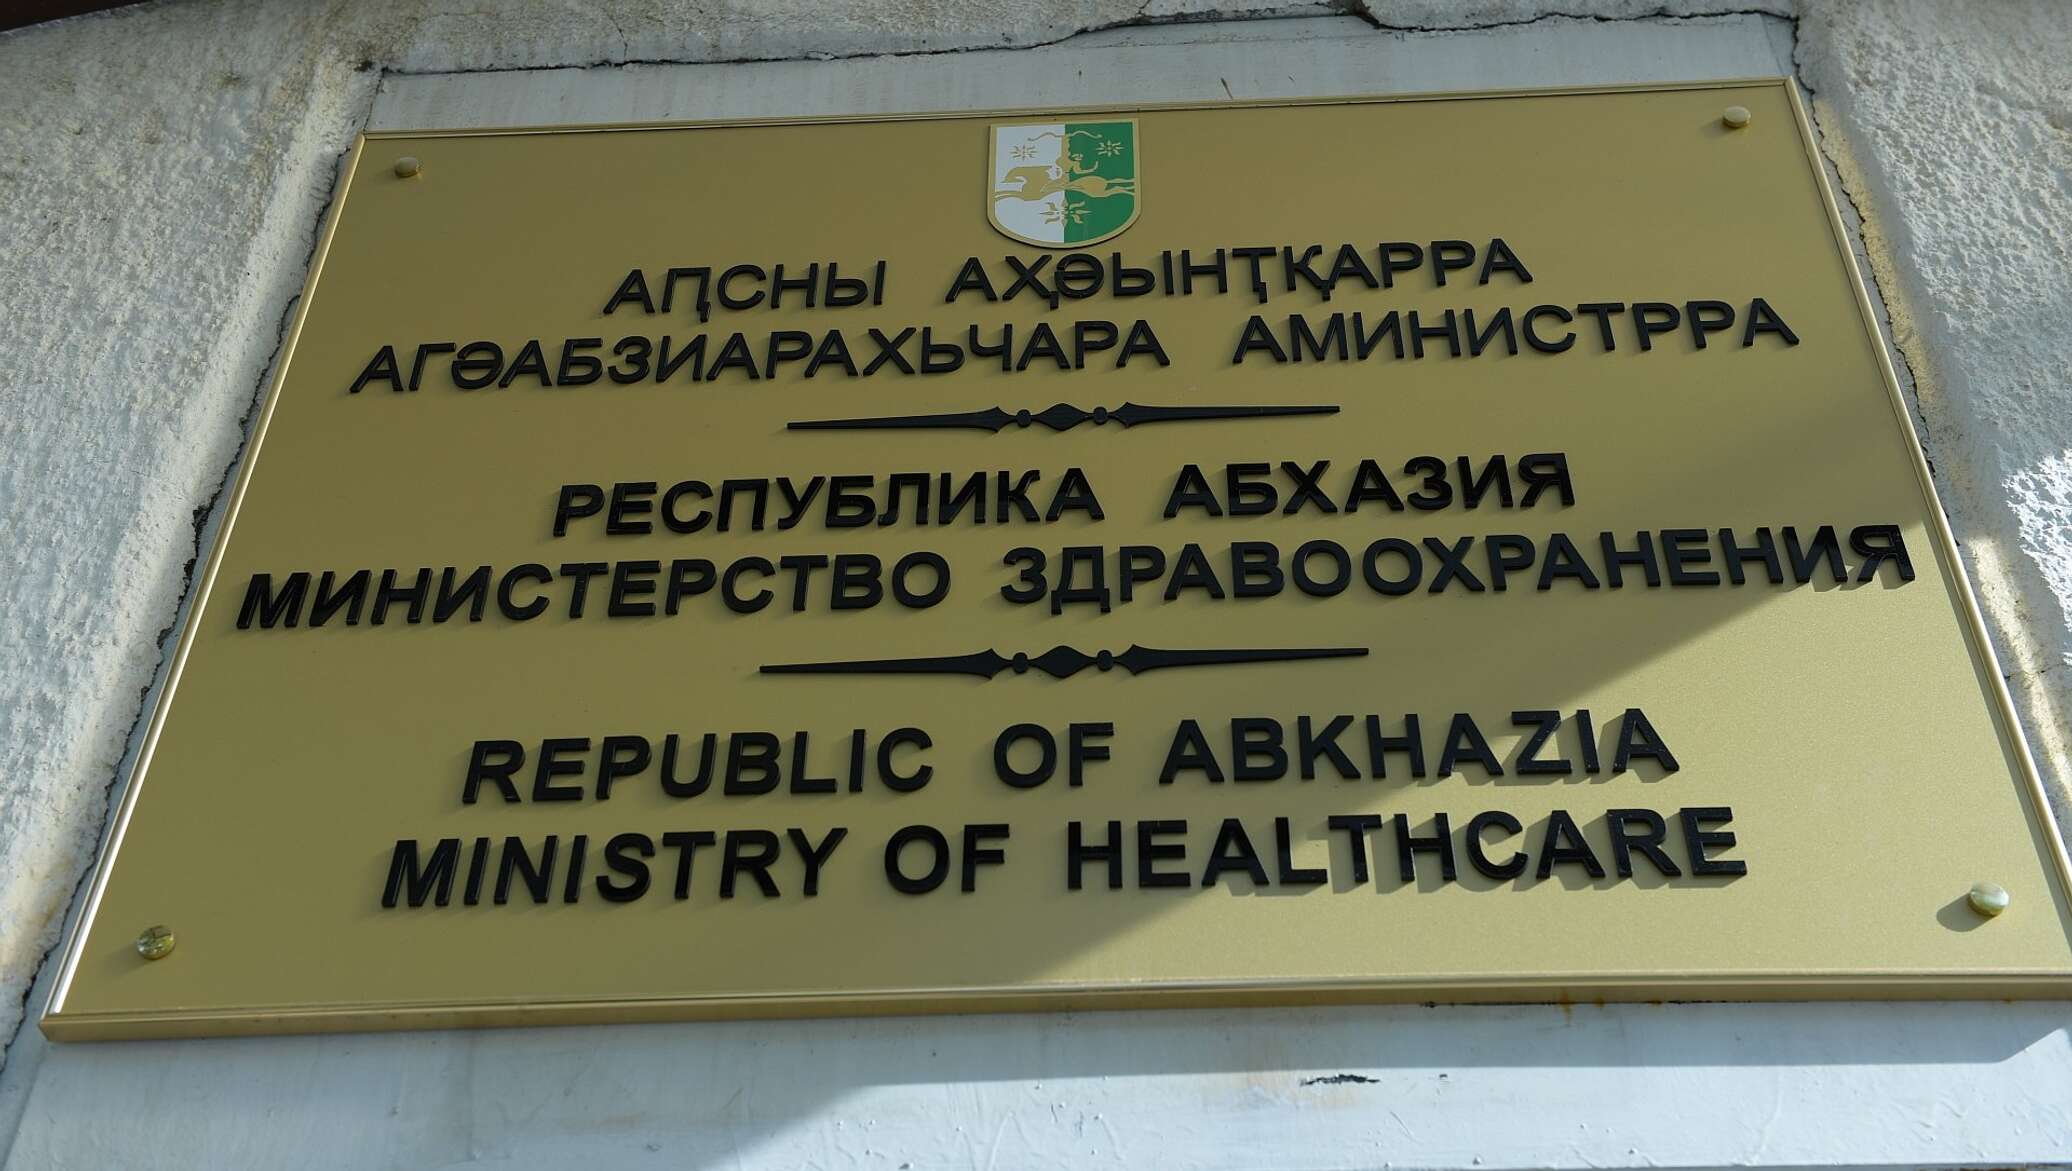 АԤСНЫ АҲӘЫНҬҚАРРА
АГӘАБЗИАРАХЬЧАРА АМИНИСТРРА
РЕСПУБЛИКА АБХАЗИЯ
МИНИСТЕРСТВО ЗДРАВООХРАНЕНИЯ
REPUBLIC OF ABKHAZIA
MINISTRY OF HEALTHCARE